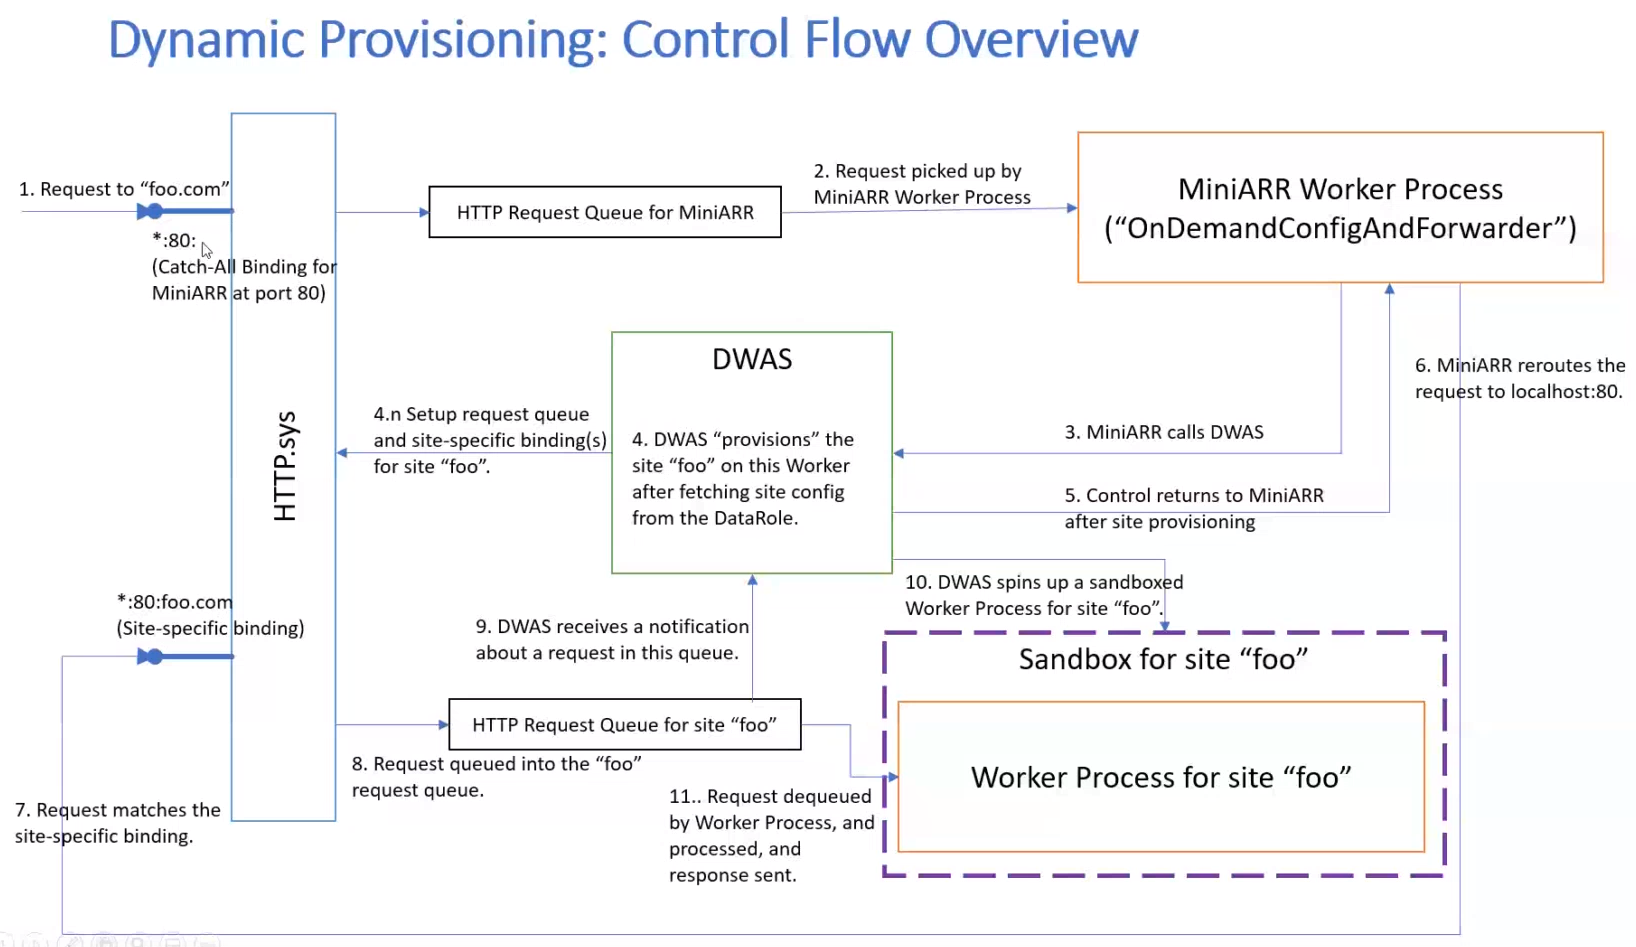 Dynamic Provisioning: Control Flow Overview
1. Request to “foo.com”
*:80:
(Catch-All Binding for
MiniARR at port 80)
HTTP Request Queue for MiniARR
2. Request picked up by
MiniARR Worker Process
MiniARR Worker Process
(“OnDemandConfigAndForwarder”)
HTTP.sys
DWAS
4. DWAS “provisions” the
site “foo” on this Worker
after fetching site config
from the DataRole.
4.n Setup request queue
and site-specific binding(s)
for site “foo”.
3. MiniARR calls DWAS
5. Control returns to MiniARR
after site provisioning
6. MiniARR reroutes the
request to localhost:80.
*:80:foo.com
(Site-specific binding)
7. Request matches the
site-specific binding.
8. Request queued into the “foo”
request queue.
HTTP Request Queue for site “foo”
9. DWAS receives a notification
about a request in this queue.
10. DWAS spins up a sandboxed
Worker Process for site “foo”.
Sandbox for site “foo”
Worker Process for site “foo”
11.. Request dequeued
by Worker Process, and
processed, and
response sent.